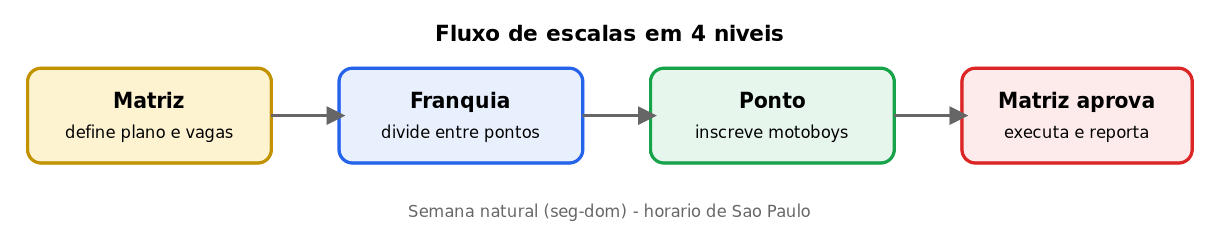 Fluxo de escalas em 4 niveis
Matriz
define plano e vagas
Franquia
divide entre pontos
Ponto
inscreve motoboys
Matriz aprova
executa e reporta
Semana natural (seg-dom) - horario de Sao Paulo